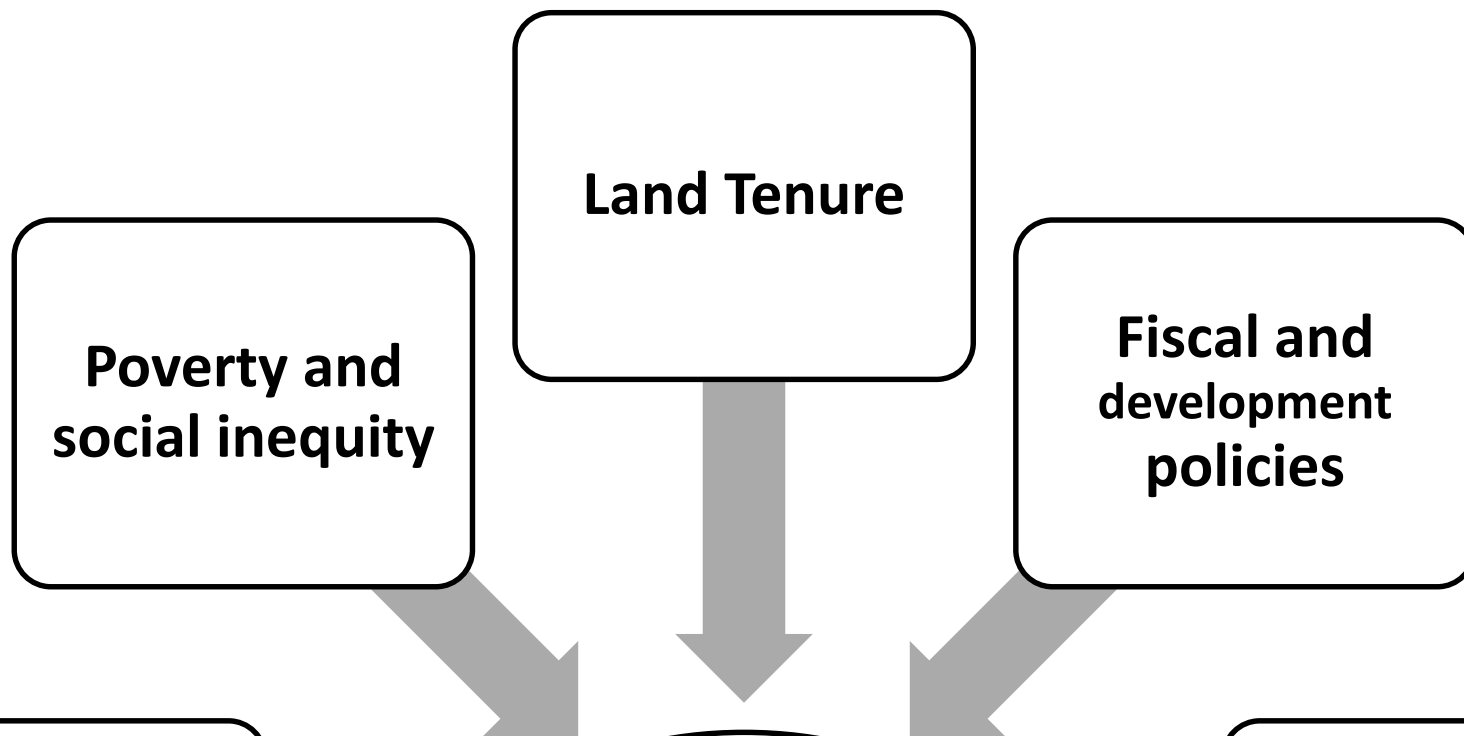 Land Tenure
Poverty and
social inequity
Fiscal and
development
policies